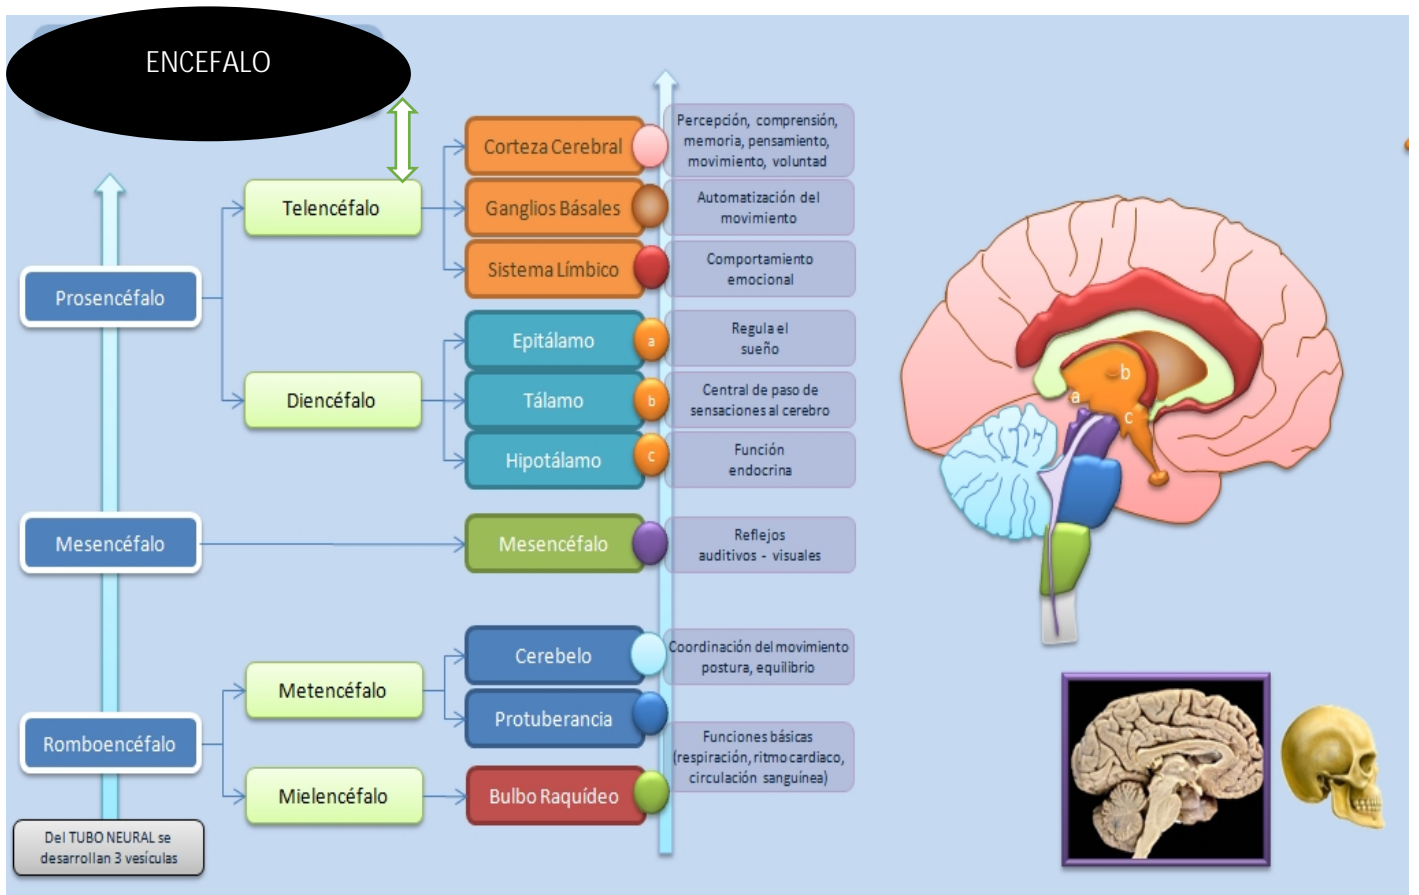 ENCEFALO
Percepción, comprensión,
memoria, pensamiento,
movimiento, voluntad
Corteza Cerebral
Telencéfalo
Ganglios Básales
Automatización del
movimiento
Sistema Límbico
Comportamiento
emocional
Prosencéfalo
Epitálamo
a
Regula el
sueño
Diencéfalo
Tálamo
b
Central de paso de
sensaciones al cerebro
Hipotálamo
c
Función
endocrina
b
a
c
Mesencéfalo
Mesencéfalo
Reflejos
auditivos - visuales
Cerebelo
Coordinación del movimiento
postura, equilibrio
Metencéfalo
Protuberancia
Romboencéfalo
Funciones básicas
(respiración, ritmo cardiaco,
circulación sanguínea)
Mielencéfalo
Bulbo Raquídeo
Del TUBO NEURAL se
desarrollan 3 vesículas